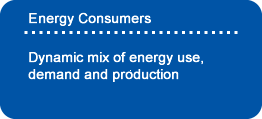 Energy Consumers
Dynamic mix of energy use,
demand and production